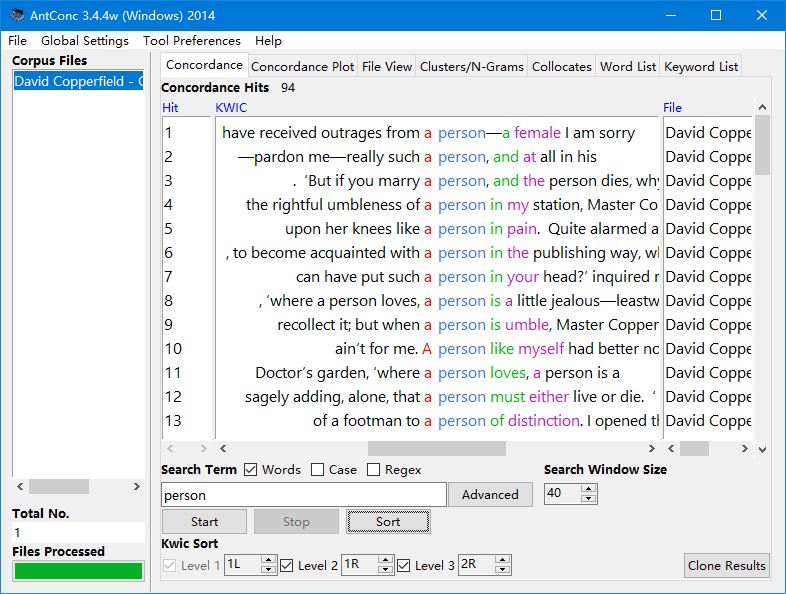 AntConc 3.4.4w (Windows) 2014
File Global Settings Tool Preferences Help
Corpus Files
David Copperfield -
Concordance Concordance Plot File View Clusters/N-Grams Collocates Word List Keyword List
Concordance Hits 94
Hit KWIC File
1 have received outrages from a person—a female I am sorry David Coppe
2 —pardon me—really such a person, and at all in his David Coppe
3 . ‘But if you marry a person, and the person dies, why David Coppe
4 the rightful umbleness of a person in my station, Master Co David Coppe
5 upon her knees like a person in pain. Quite alarmed a David Coppe
6 , to become acquainted with a person in the publishing way, wh David Coppe
7 can have put such a person in your head?’ inquired David Coppe
8 , ‘where a person loves, a person is a little jealous—leastw David Coppe
9 recollect it; but when a person is umble, Master Copper David Coppe
10 ain’t for me. A person like myself had better no David Coppe
11 Doctor’s garden, ‘where a person loves, a person is a David Coppe
12 sagely adding, alone, that a person must either live or die. ‘ David Coppe
13 of a footman to a person of distinction. I opened th David Coppe
Search Term Words Case Regex Search Window Size
person Advanced 40
Total No.
1
Start Stop Sort
Files Processed
Kwic Sort
Level 1 1L Level 2 1R Level 3 2R Clone Results